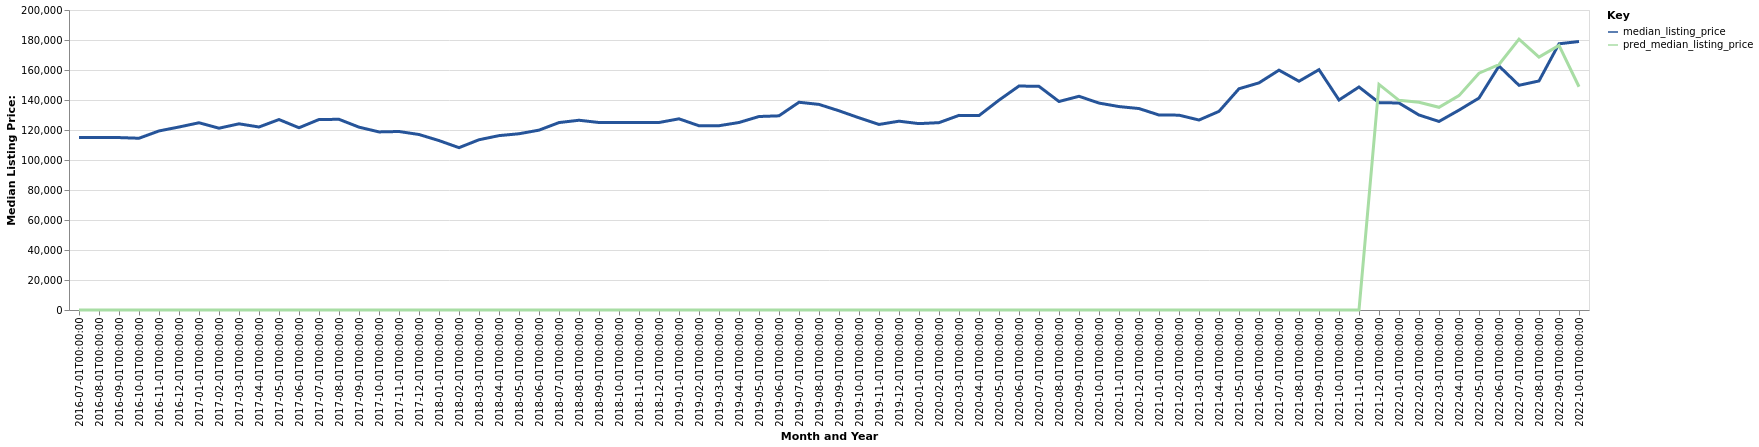 200,000
180,000
160,000
140,000
120,000
100,000
80,000
60,000
40,000
20,000
0
Median Listing Price:
2016-07-01T00:00:00
2016-08-01T00:00:00
2016-09-01T00:00:00
2016-10-01T00:00:00
2016-11-01T00:00:00
2016-12-01T00:00:00
2017-01-01T00:00:00
2017-02-01T00:00:00
2017-03-01T00:00:00
2017-04-01T00:00:00
2017-05-01T00:00:00
2017-06-01T00:00:00
2017-07-01T00:00:00
2017-08-01T00:00:00
2017-09-01T00:00:00
2017-10-01T00:00:00
2017-11-01T00:00:00
2017-12-01T00:00:00
2018-01-01T00:00:00
2018-02-01T00:00:00
2018-03-01T00:00:00
2018-04-01T00:00:00
2018-05-01T00:00:00
2018-06-01T00:00:00
2018-07-01T00:00:00
2018-08-01T00:00:00
2018-09-01T00:00:00
2018-10-01T00:00:00
2018-11-01T00:00:00
2018-12-01T00:00:00
2019-01-01T00:00:00
2019-02-01T00:00:00
2019-03-01T00:00:00
2019-04-01T00:00:00
2019-05-01T00:00:00
2019-06-01T00:00:00
2019-07-01T00:00:00
2019-08-01T00:00:00
2019-09-01T00:00:00
2019-10-01T00:00:00
2019-11-01T00:00:00
2019-12-01T00:00:00
2020-01-01T00:00:00
2020-02-01T00:00:00
2020-03-01T00:00:00
2020-04-01T00:00:00
2020-05-01T00:00:00
2020-06-01T00:00:00
2020-07-01T00:00:00
2020-08-01T00:00:00
2020-09-01T00:00:00
2020-10-01T00:00:00
2020-11-01T00:00:00
2020-12-01T00:00:00
2021-01-01T00:00:00
2021-02-01T00:00:00
2021-03-01T00:00:00
2021-04-01T00:00:00
2021-05-01T00:00:00
2021-06-01T00:00:00
2021-07-01T00:00:00
2021-08-01T00:00:00
2021-09-01T00:00:00
2021-10-01T00:00:00
2021-11-01T00:00:00
2021-12-01T00:00:00
2022-01-01T00:00:00
2022-02-01T00:00:00
2022-03-01T00:00:00
2022-04-01T00:00:00
2022-05-01T00:00:00
2022-06-01T00:00:00
2022-07-01T00:00:00
2022-08-01T00:00:00
2022-09-01T00:00:00
2022-10-01T00:00:00
Month and Year
Key
median_listing_price
pred_median_listing_price